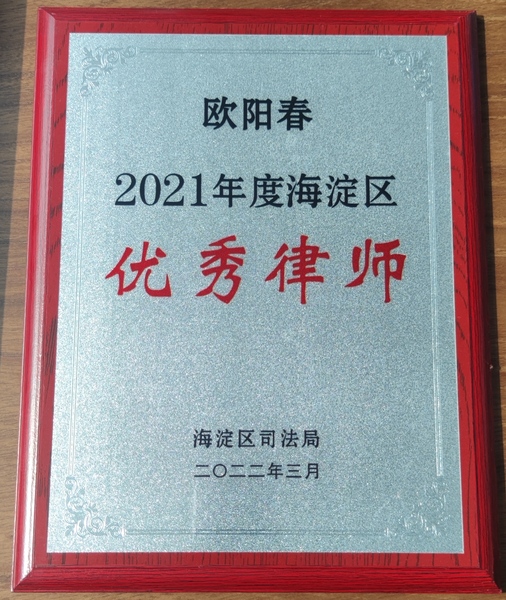 欧阳春
2021年度海淀区
优秀律师
海淀区司法局
二〇二二年三月